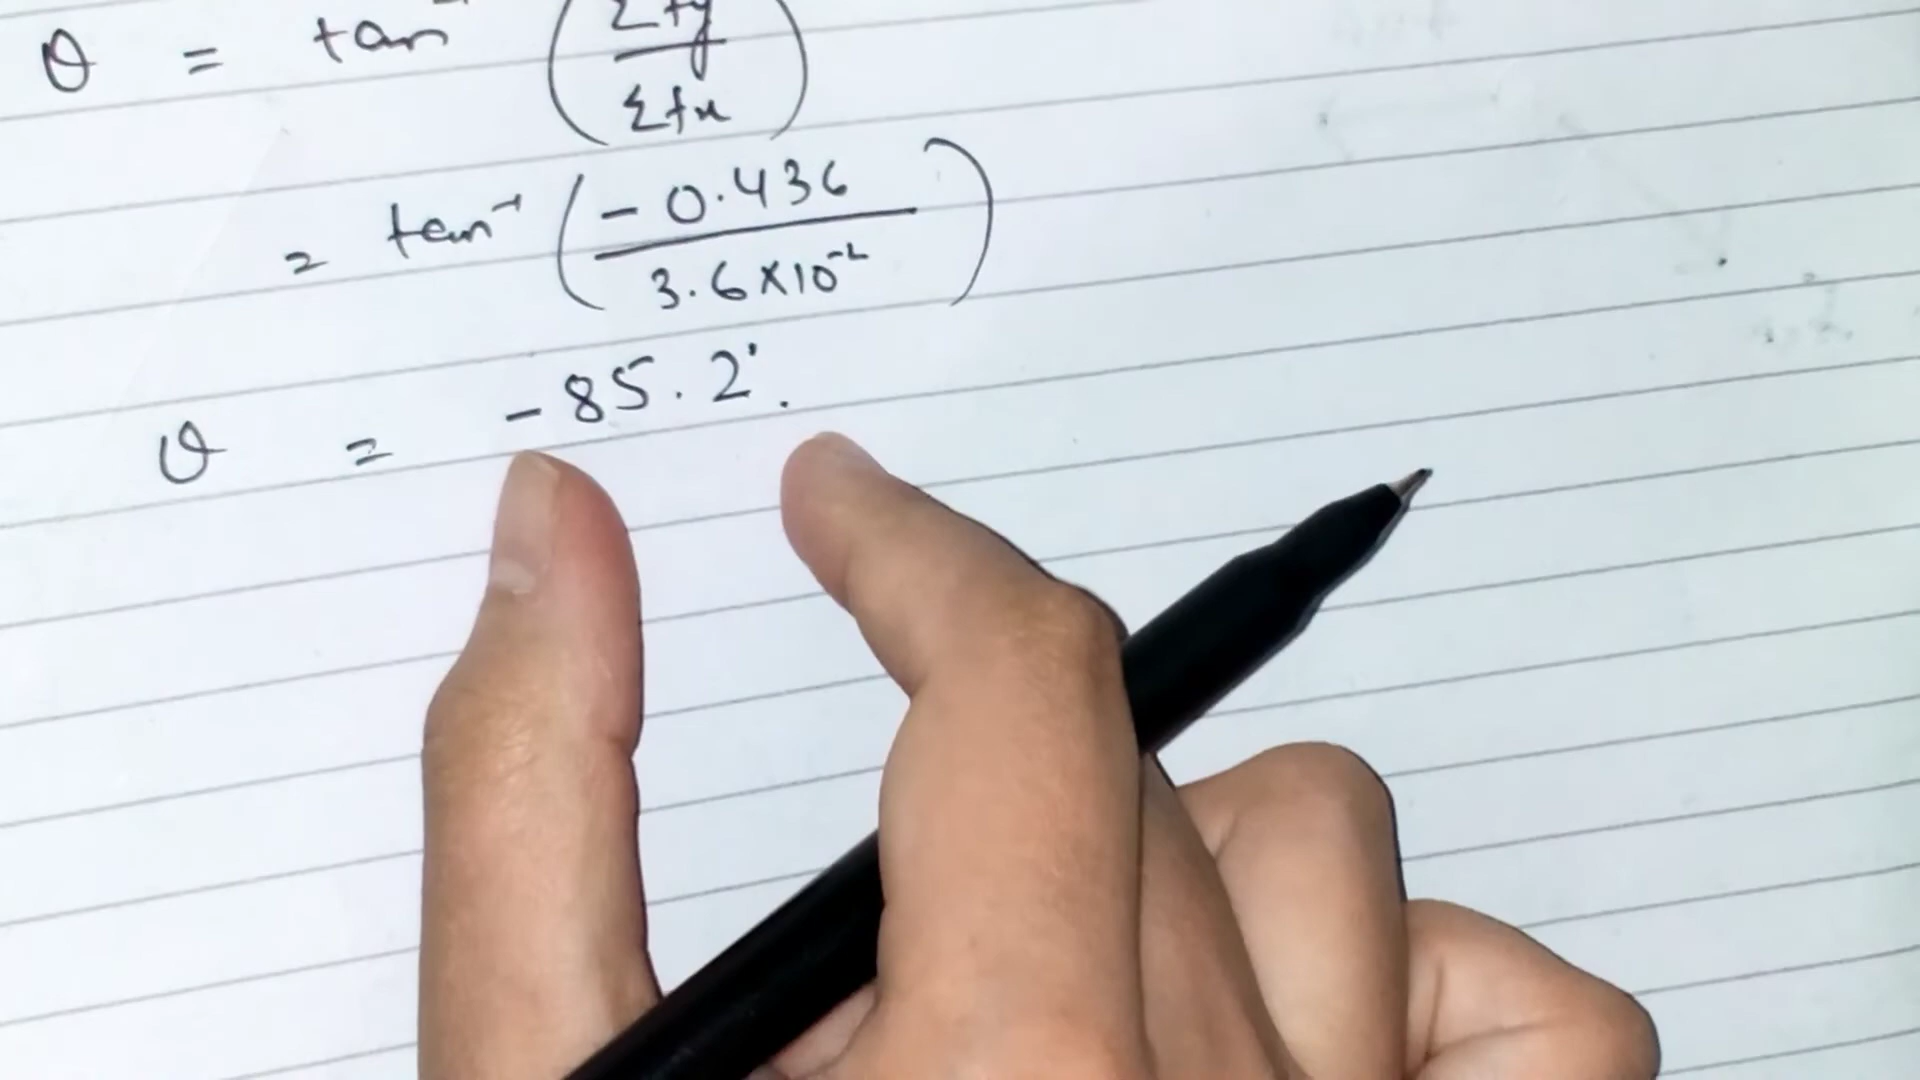 θ = tan⁻¹ (Σfy / Σfx)
= tan⁻¹ (-0.436 / 3.6×10⁻²)
θ = -85.2°.